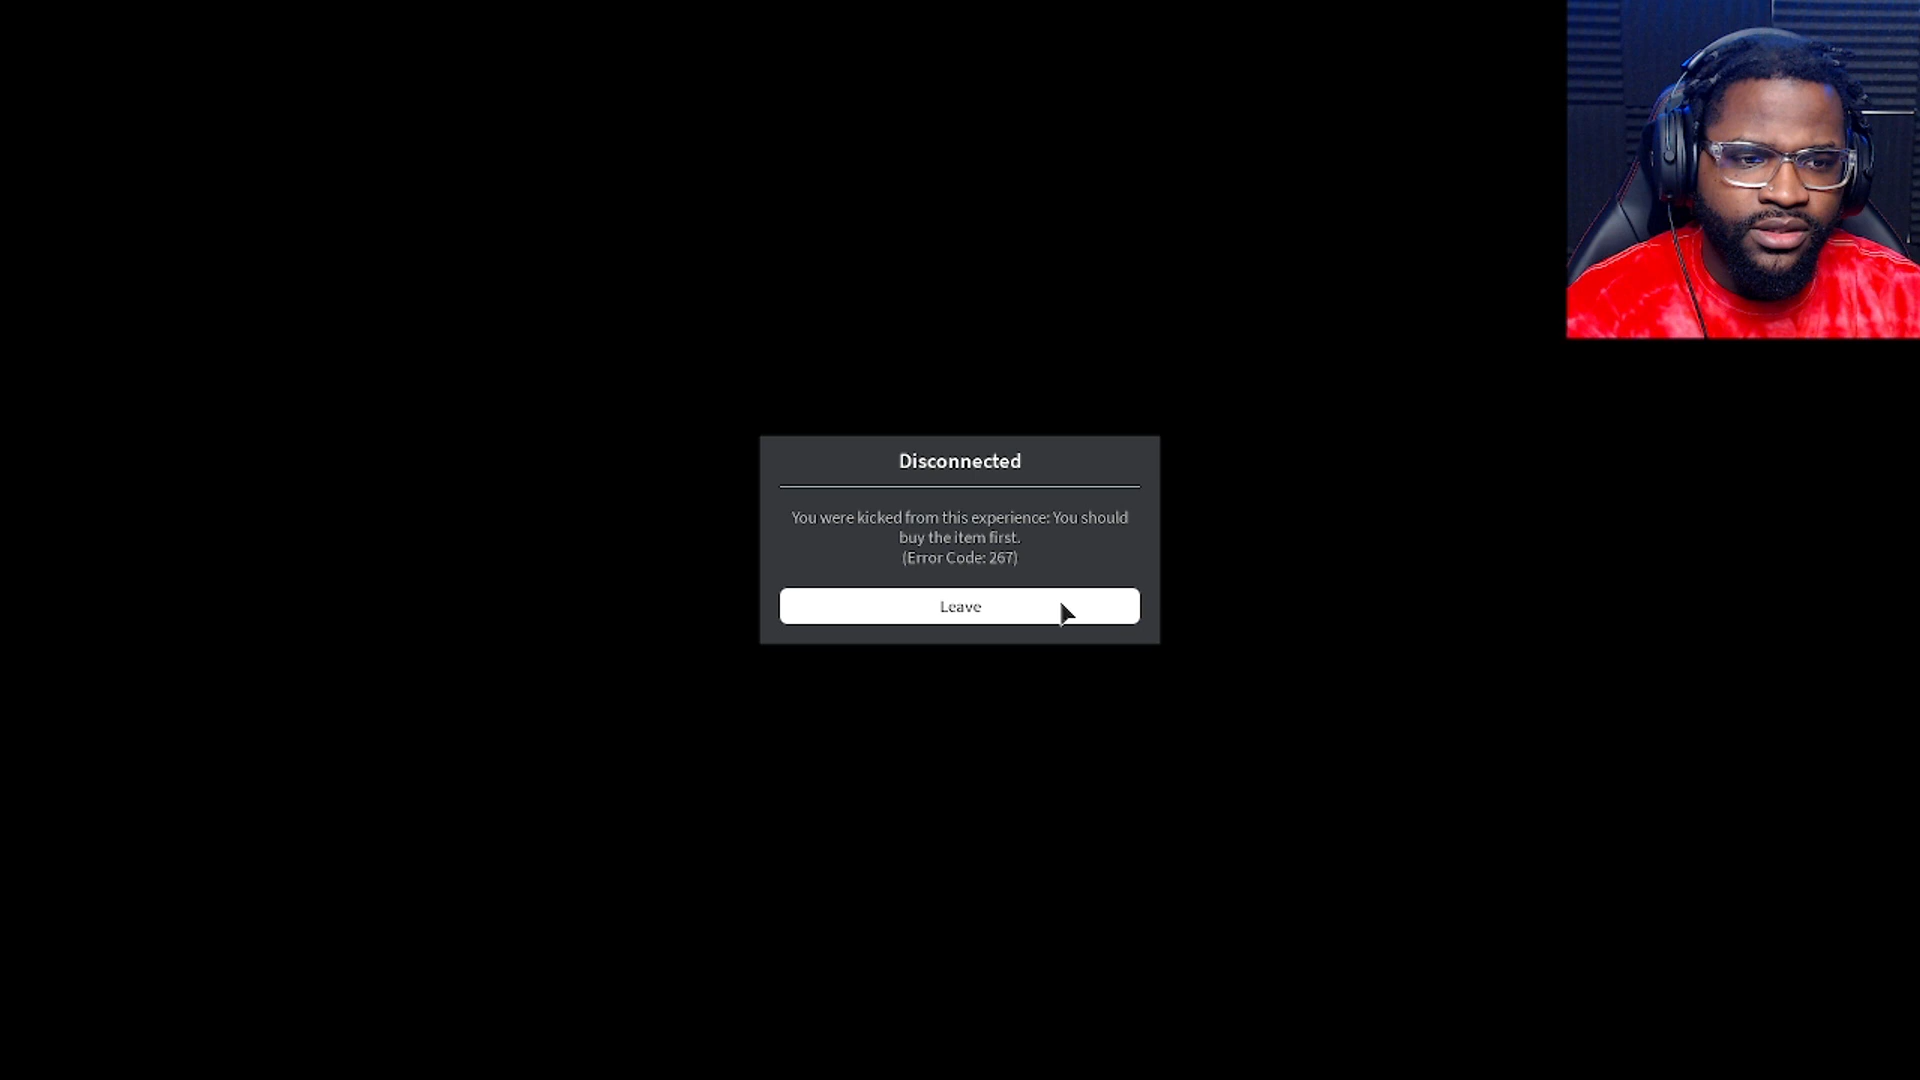 Disconnected
You were kicked from this experience: You should
buy the item first.
(Error Code: 267)
Leave